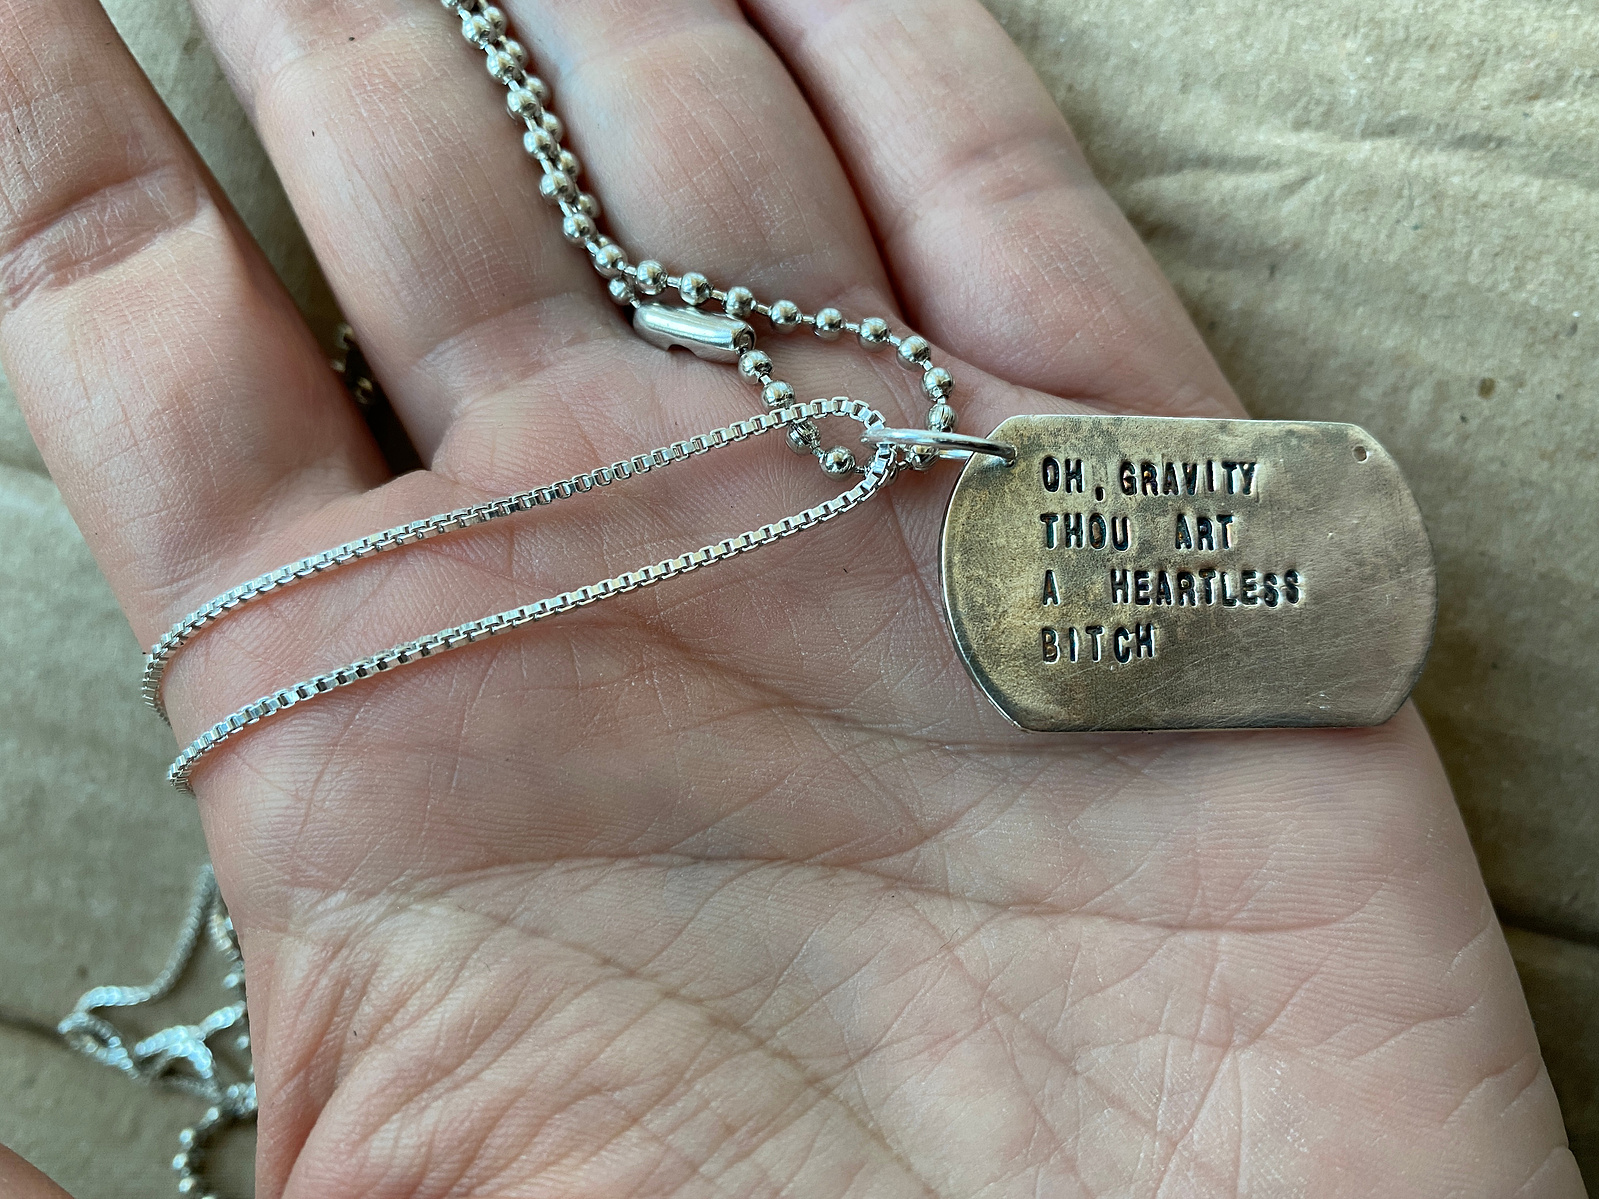 OH, GRAVITY
THOU ART
A HEARTLESS
BITCH